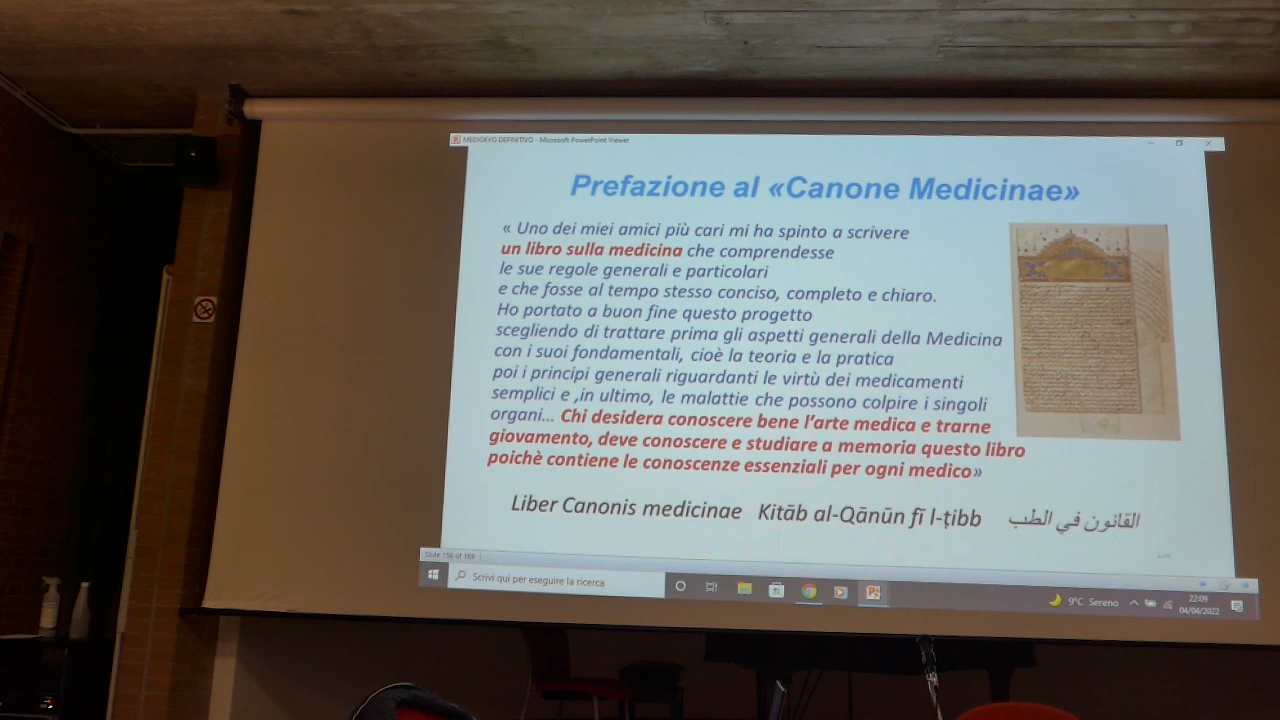 MEDIOEVO DEFINITIVO - Microsoft PowerPoint Viewer
Prefazione al «Canone Medicinae»
« Uno dei miei amici più cari mi ha spinto a scrivere
un libro sulla medicina che comprendesse
le sue regole generali e particolari
e che fosse al tempo stesso conciso, completo e chiaro.
Ho portato a buon fine questo progetto
scegliendo di trattare prima gli aspetti generali della Medicina
con i suoi fondamentali, cioè la teoria e la pratica
poi i principi generali riguardanti le virtù dei medicamenti
semplici e ,in ultimo, le malattie che possono colpire i singoli
organi... Chi desidera conoscere bene l'arte medica e trarne
giovamento, deve conoscere e studiare a memoria questo libro
poichè contiene le conoscenze essenziali per ogni medico»
Liber Canonis medicinae Kitāb al-Qānūn fī l-ṭibb القانون في الطب
Slide 156 of
Scrivi qui per eseguire la ricerca
9°C Sereno
22:09
04/04/2022